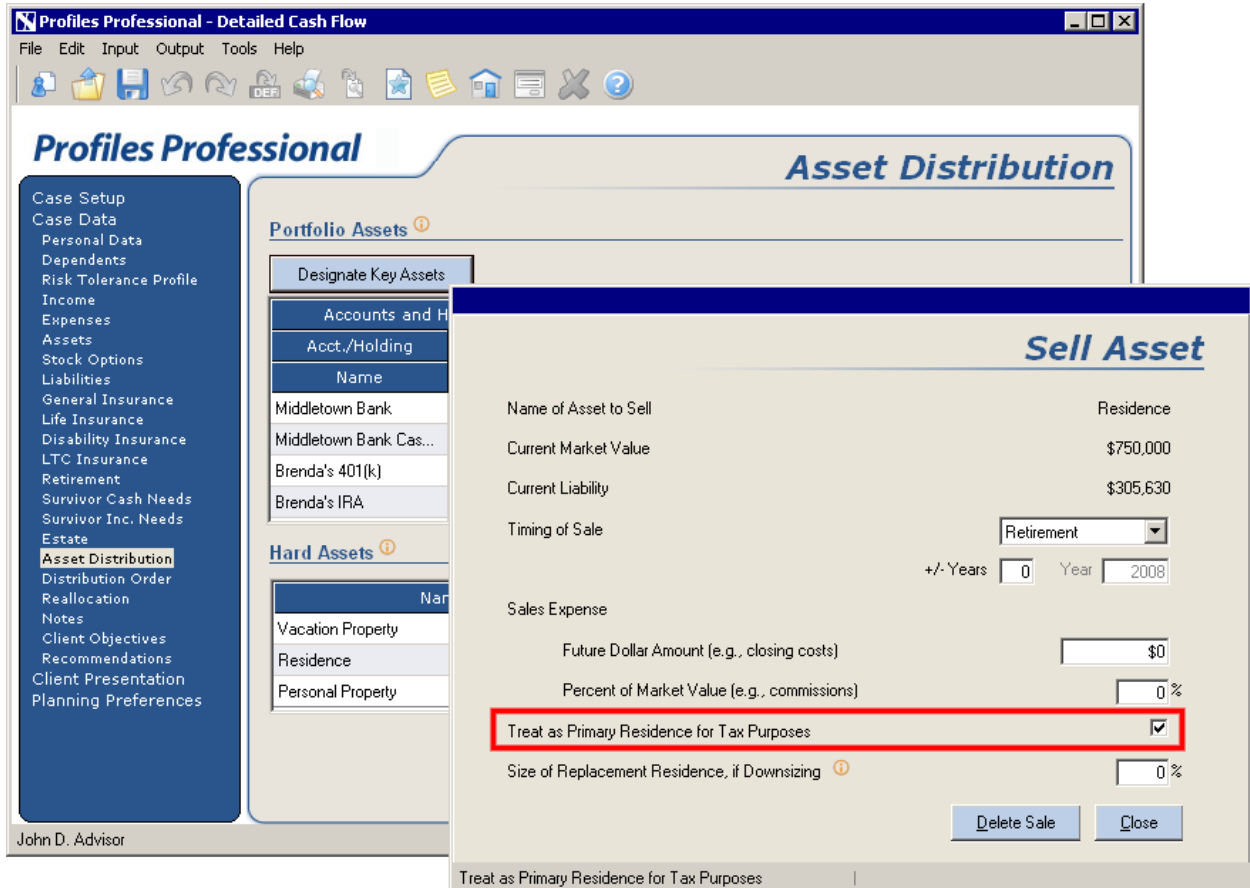 Profiles Professional - Detailed Cash Flow
File Edit Input Output Tools Help
DEF
Profiles Professional
Asset Distribution
Case Setup
Case Data
Personal Data
Dependents
Risk Tolerance Profile
Income
Expenses
Assets
Stock Options
Liabilities
General Insurance
Life Insurance
Disability Insurance
LTC Insurance
Retirement
Survivor Cash Needs
Survivor Inc. Needs
Estate
Asset Distribution
Distribution Order
Reallocation
Notes
Client Objectives
Recommendations
Client Presentation
Planning Preferences
Portfolio Assets
Designate Key Assets
Accounts and H
Acct./Holding
Name
Middletown Bank
Middletown Bank Cas...
Brenda's 401(k)
Brenda's IRA
Hard Assets
Nar
Vacation Property
Residence
Personal Property
John D. Advisor
Sell Asset
Name of Asset to Sell Residence
Current Market Value $750,000
Current Liability $305,630
Timing of Sale Retirement
+/- Years 0 Year 2008
Sales Expense
Future Dollar Amount (e.g., closing costs) $0
Percent of Market Value (e.g., commissions) 0 %
Treat as Primary Residence for Tax Purposes
Size of Replacement Residence, if Downsizing 0 %
Delete Sale Close
Treat as Primary Residence for Tax Purposes